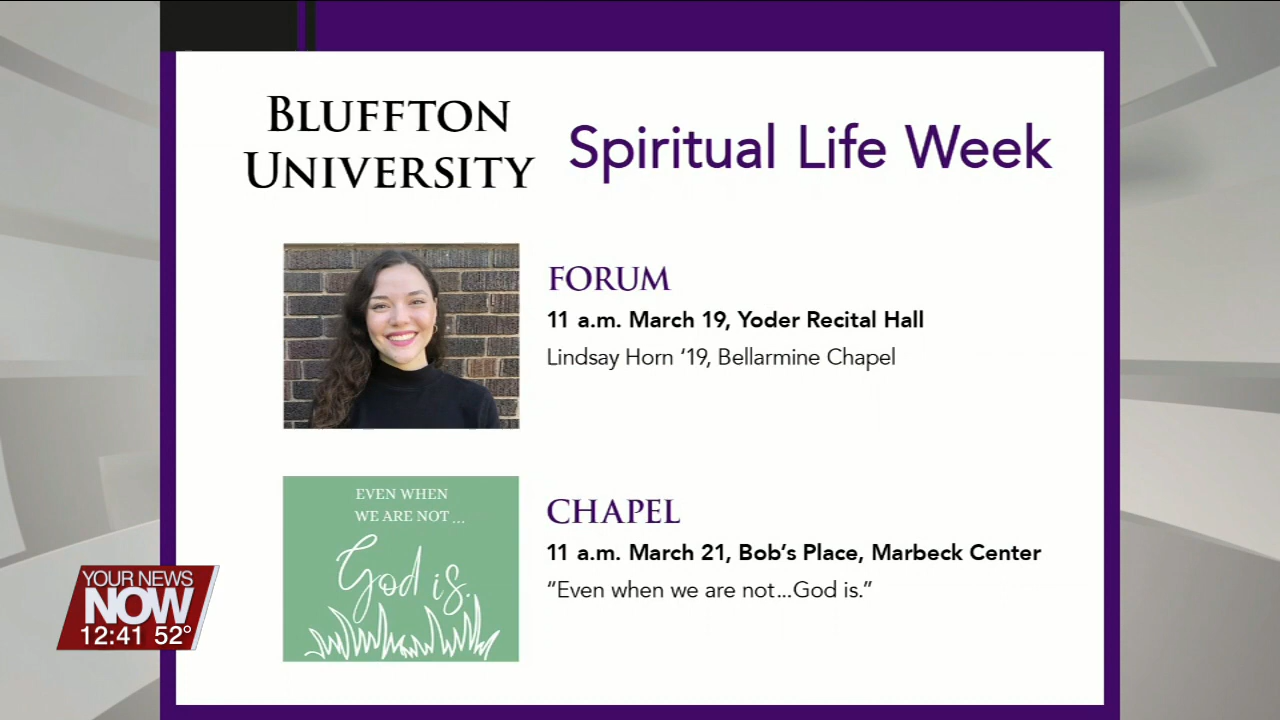 BLUFFTON
UNIVERSITY
Spiritual Life Week
FORUM
11 a.m. March 19, Yoder Recital Hall
Lindsay Horn ‘19, Bellarmine Chapel
EVEN WHEN
WE ARE NOT...
God is.
CHAPEL
11 a.m. March 21, Bob’s Place, Marbeck Center
“Even when we are not...God is.”
YOUR NEWS
NOW
12:41 52°